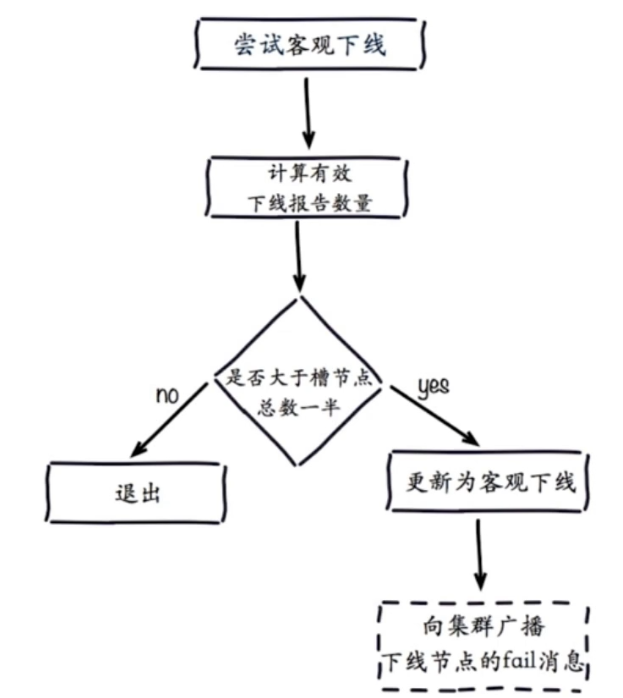 尝试客观下线
计算有效
下线报告数量
是否大于槽节点
总数一半
no
yes
退出
更新为客观下线
向集群广播
下线节点的fail消息